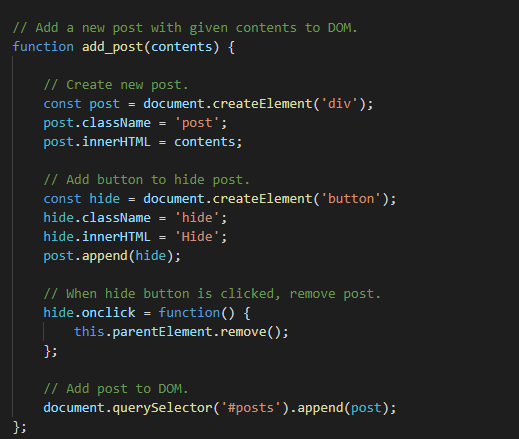 // Add a new post with given contents to DOM.
function add_post(contents) {
// Create new post.
const post = document.createElement('div');
post.className = 'post';
post.innerHTML = contents;
// Add button to hide post.
const hide = document.createElement('button');
hide.className = 'hide';
hide.innerHTML = 'Hide';
post.append(hide);
// When hide button is clicked, remove post.
hide.onclick = function() {
this.parentElement.remove();
};
// Add post to DOM.
document.querySelector('#posts').append(post);
};